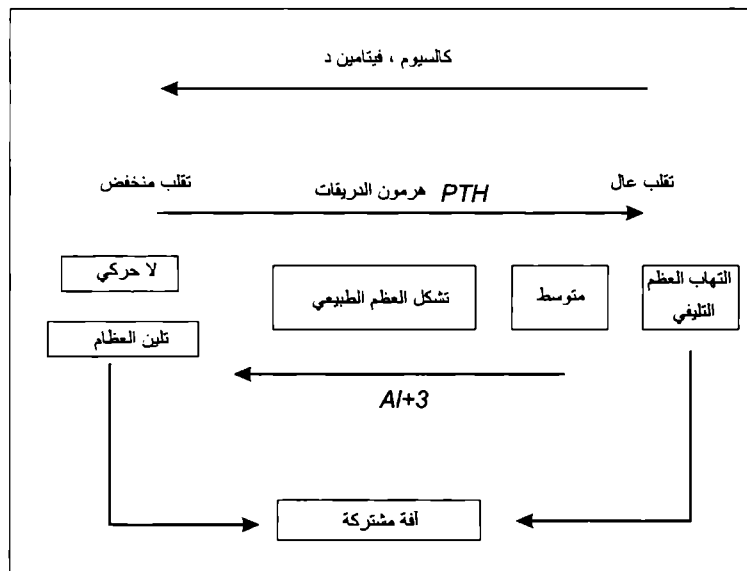 كالسيوم ، فيتامين د
تقلب عال
هرمون الدريقات PTH
تقلب منخفض
التهاب العظم
التليفي
متوسط
تشكل العظم الطبيعي
لا حركي
تلين العظام
Al+3
آفة مشتركة